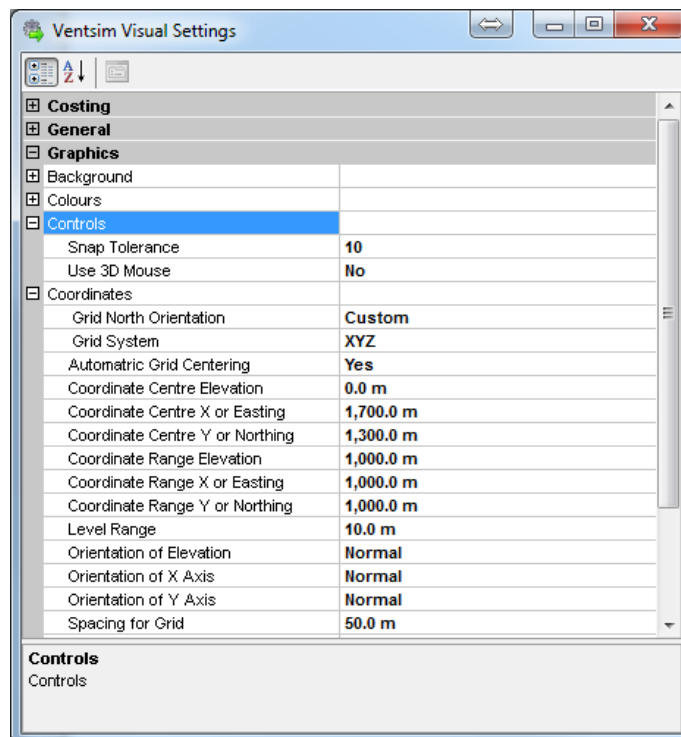 Ventsim Visual Settings
Costing
General
Graphics
Background
Colours
Controls
Snap Tolerance 10
Use 3D Mouse No
Coordinates
Grid North Orientation Custom
Grid System XYZ
Automatric Grid Centering Yes
Coordinate Centre Elevation 0.0 m
Coordinate Centre X or Easting 1,700.0 m
Coordinate Centre Y or Northing 1,300.0 m
Coordinate Range Elevation 1,000.0 m
Coordinate Range X or Easting 1,000.0 m
Coordinate Range Y or Northing 1,000.0 m
Level Range 10.0 m
Orientation of Elevation Normal
Orientation of X Axis Normal
Orientation of Y Axis Normal
Spacing for Grid 50.0 m
Controls
Controls